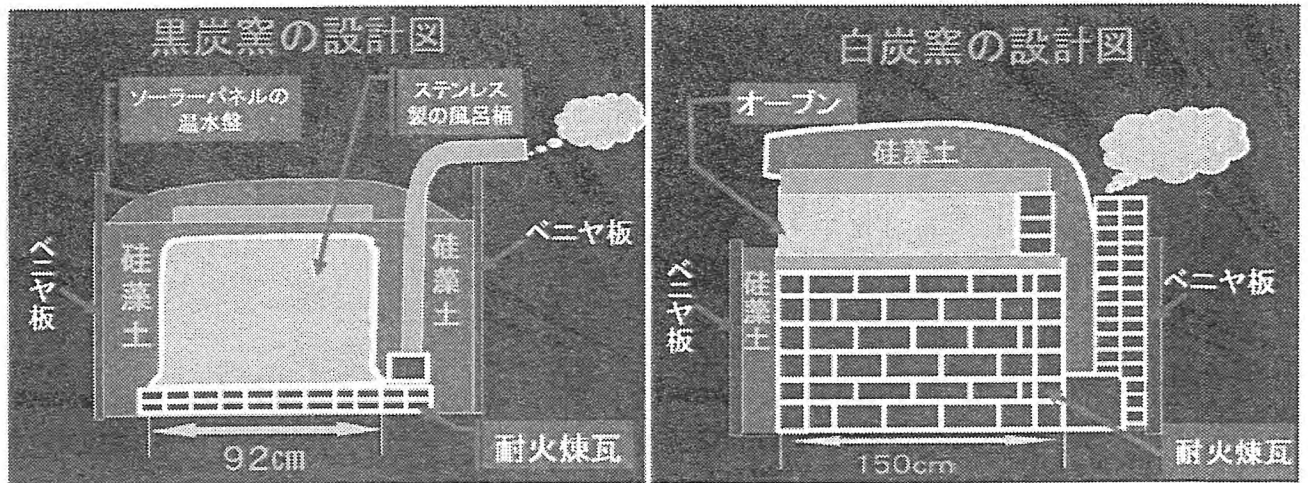 黒炭窯の設計図
ソーラーパネルの
温水盤
ステンレス
製の風呂桶
ベニヤ板
硅藻土
硅藻土
ベニヤ板
92cm
耐火煉瓦
白炭窯の設計図
オーブン
硅藻土
ベニヤ板
硅藻土
ベニヤ板
150cm
耐火煉瓦